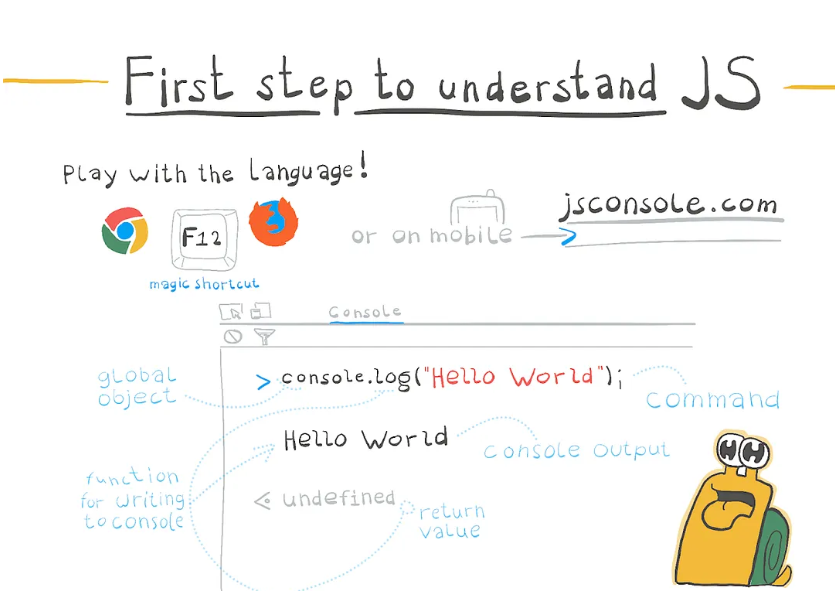 First step to understand JS
Play with the Language!
F12
magic shortcut
or on mobile
jsconsole.com
>
Console
> console.log("Hello World");
Hello World
undefined
global
object
command
console output
function
for writing
to console
return
value